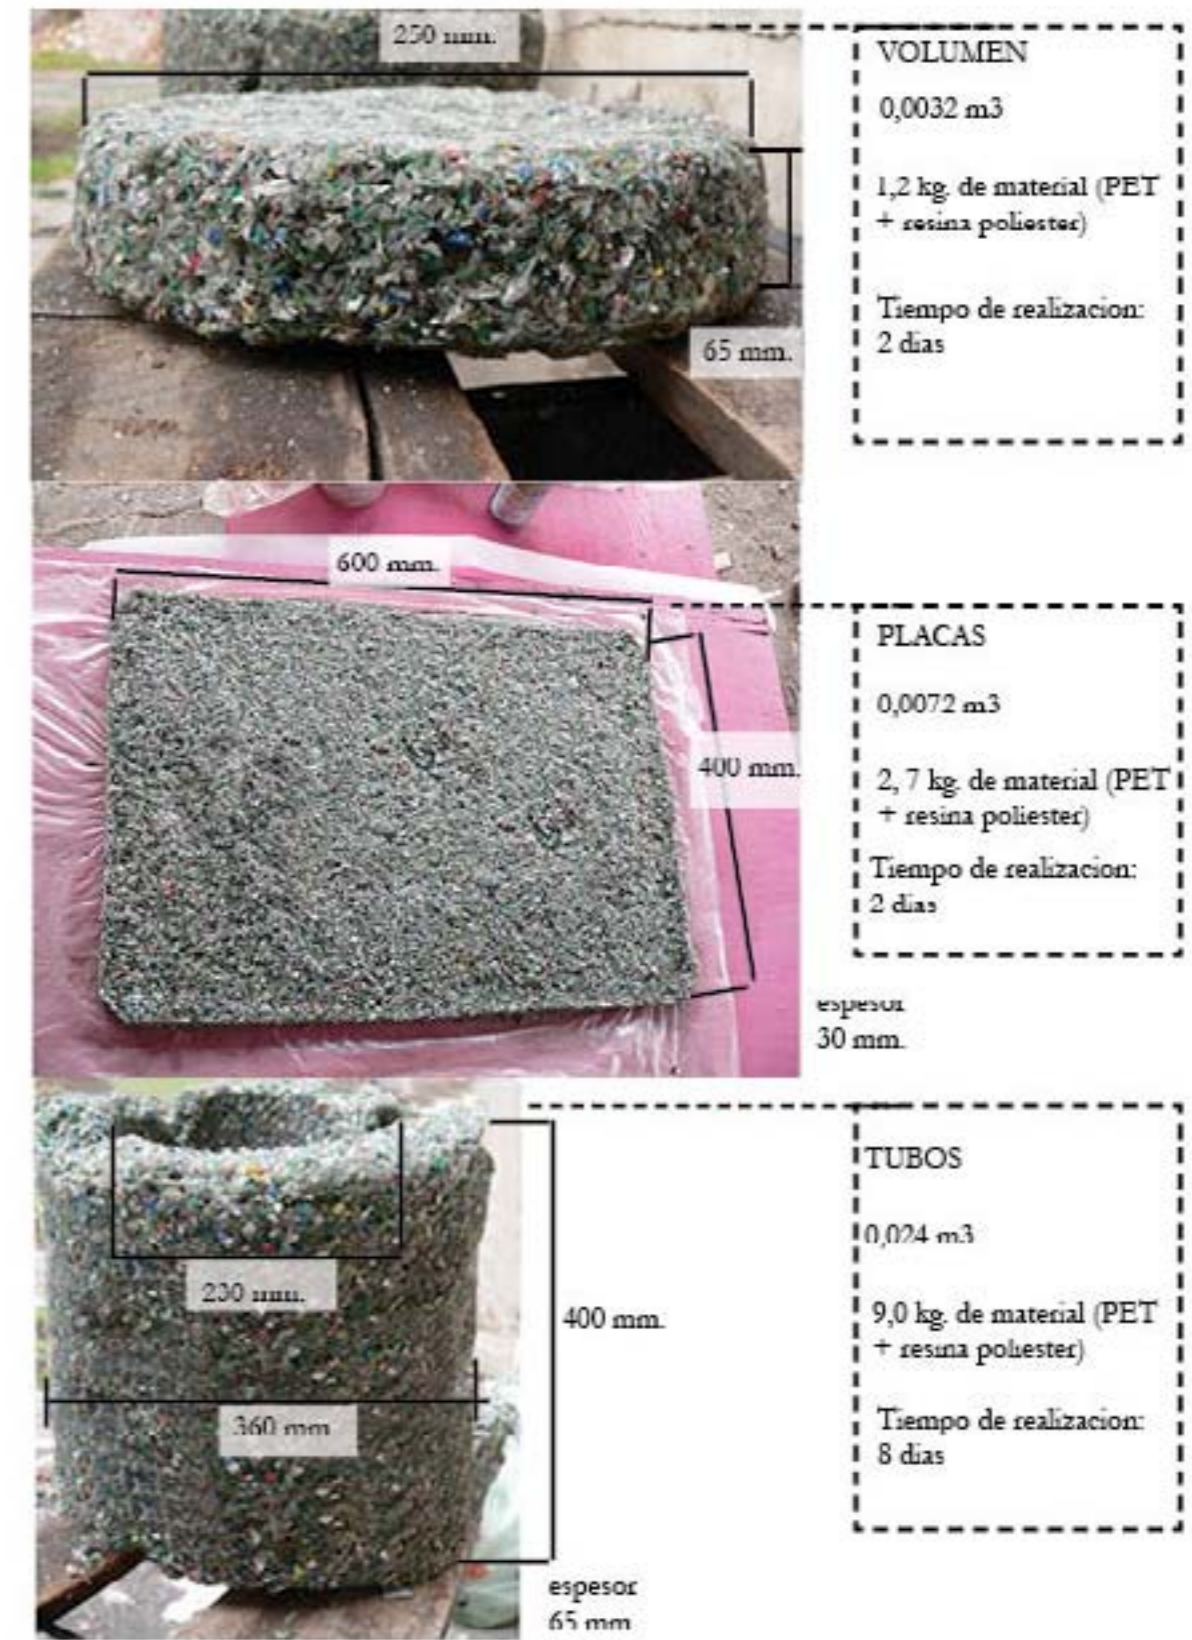 250 mm.
VOLUMEN
0,0032 m3
1,2 kg. de material (PET
+ resina poliester)
Tiempo de realizacion:
2 dias
65 mm.
600 mm.
PLACAS
0,0072 m3
400 mm.
2, 7 kg. de material (PET
+ resina poliester)
Tiempo de realizacion:
2 dias
espesor
30 mm.
TUBOS
0,024 m3
230 mm.
400 mm.
9,0 kg. de material (PET
+ resina poliester)
360 mm
Tiempo de realizacion:
8 dias
espesor
65 mm